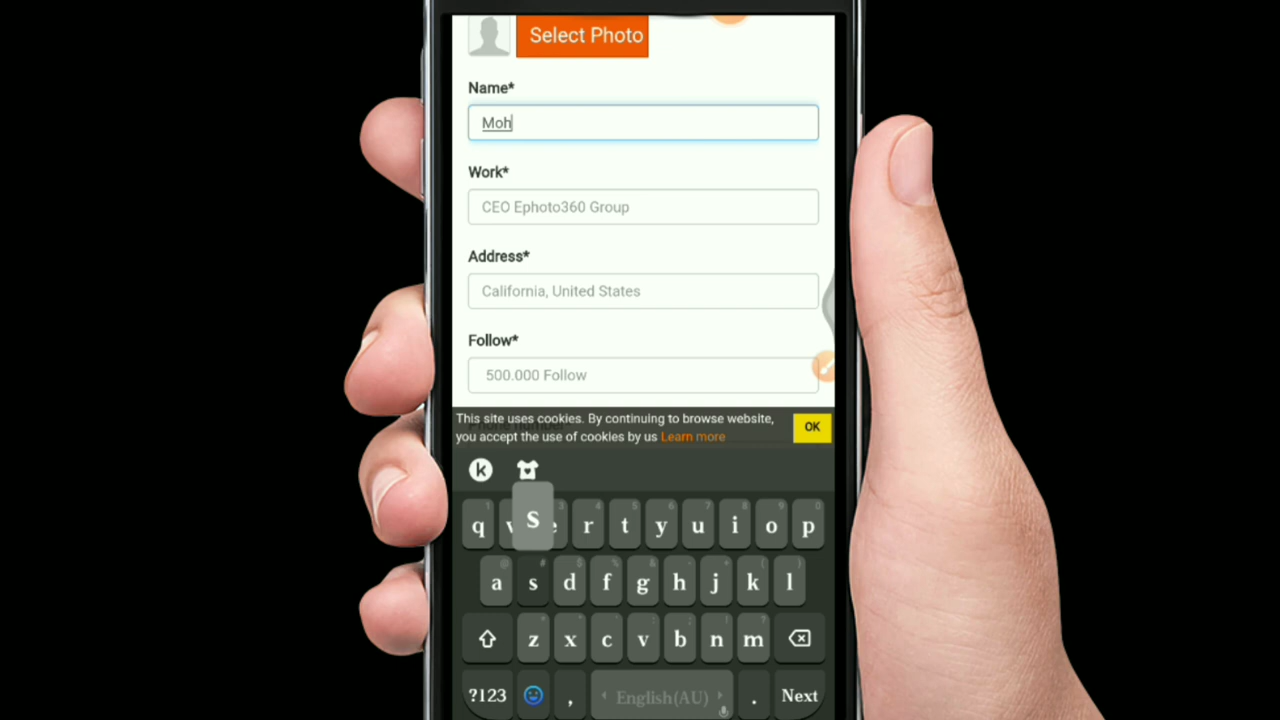 Select Photo
Name*
Moh
Work*
CEO Ephoto360 Group
Address*
California, United States
Follow*
500.000 Follow
This site uses cookies. By continuing to browse website,
you accept the use of cookies by us Learn more
OK
k
s
q e r t y u i o p
a s d f g h j k l
z x c v b n m
?123 , English(AU) . Next